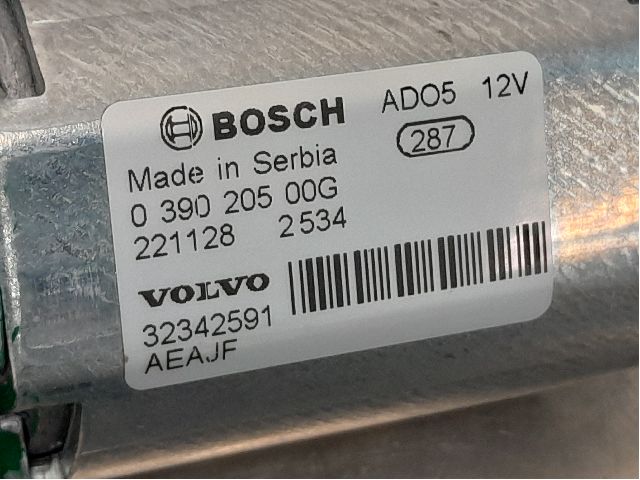 BOSCH ADO5 12V
287
Made in Serbia
0 390 205 00G
221128 2534
VOLVO
32342591
AEAJF